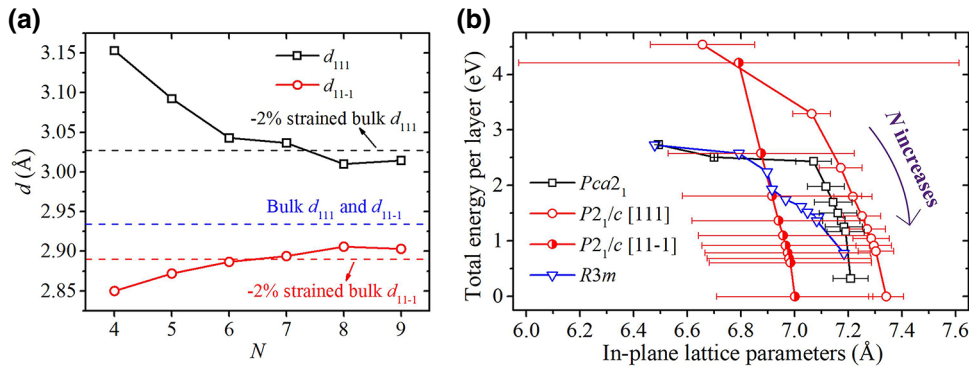 (a)
3.15
3.10
3.05
3.00
2.95
2.90
2.85
d (Å)
d111
d11-1
-2% strained bulk d111
Bulk d111 and d11-1
-2% strained bulk d11-1
4 5 6 7 8 9
N
(b)
4
3
2
1
0
Total energy per layer (eV)
N increases
Pca21
P21/c [111]
P21/c [11-1]
R3m
6.0 6.2 6.4 6.6 6.8 7.0 7.2 7.4 7.6
In-plane lattice parameters (Å)